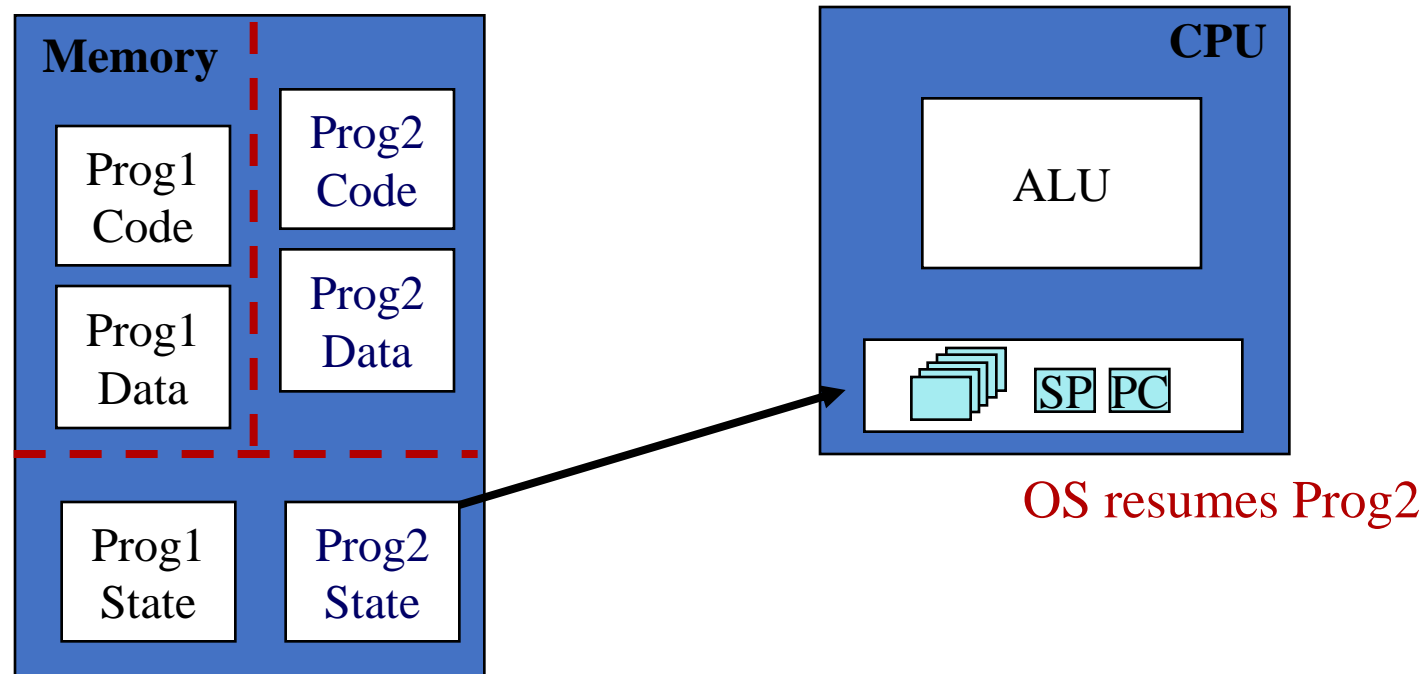 Memory
Prog1
Code
Prog1
Data
Prog2
Code
Prog2
Data
Prog1
State
Prog2
State
CPU
ALU
SP PC
OS resumes Prog2